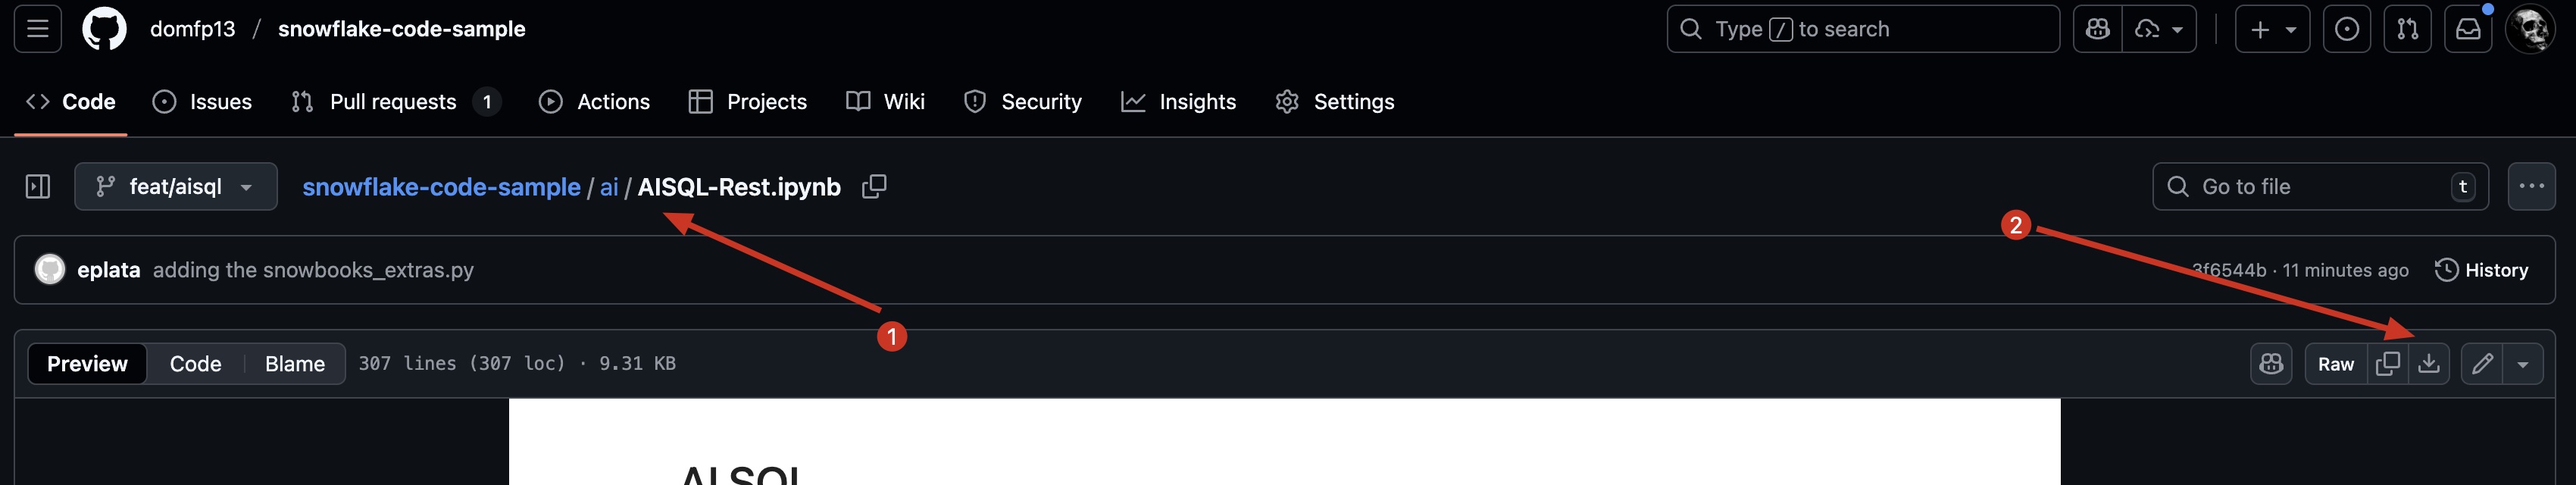 domfp13 / snowflake-code-sample
Type / to search
Code Issues Pull requests 1 Actions Projects Wiki Security Insights Settings
feat/aisql snowflake-code-sample / ai / AISQL-Rest.ipynb
Go to file t
2
eplata adding the snowbooks_extras.py
3f6544b · 11 minutes ago History
1
Preview Code Blame 307 lines (307 loc) · 9.31 KB
Raw
AI SQL